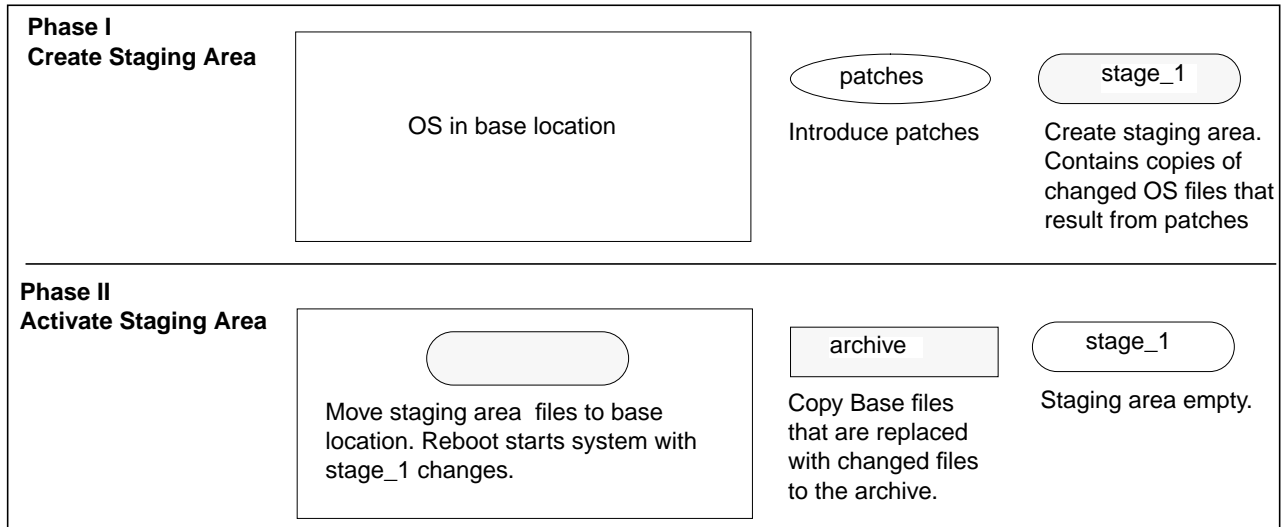 Phase I
Create Staging Area
OS in base location
patches
Introduce patches
stage_1
Create staging area.
Contains copies of
changed OS files that
result from patches
Phase II
Activate Staging Area
Move staging area files to base
location. Reboot starts system with
stage_1 changes.
archive
Copy Base files
that are replaced
with changed files
to the archive.
stage_1
Staging area empty.